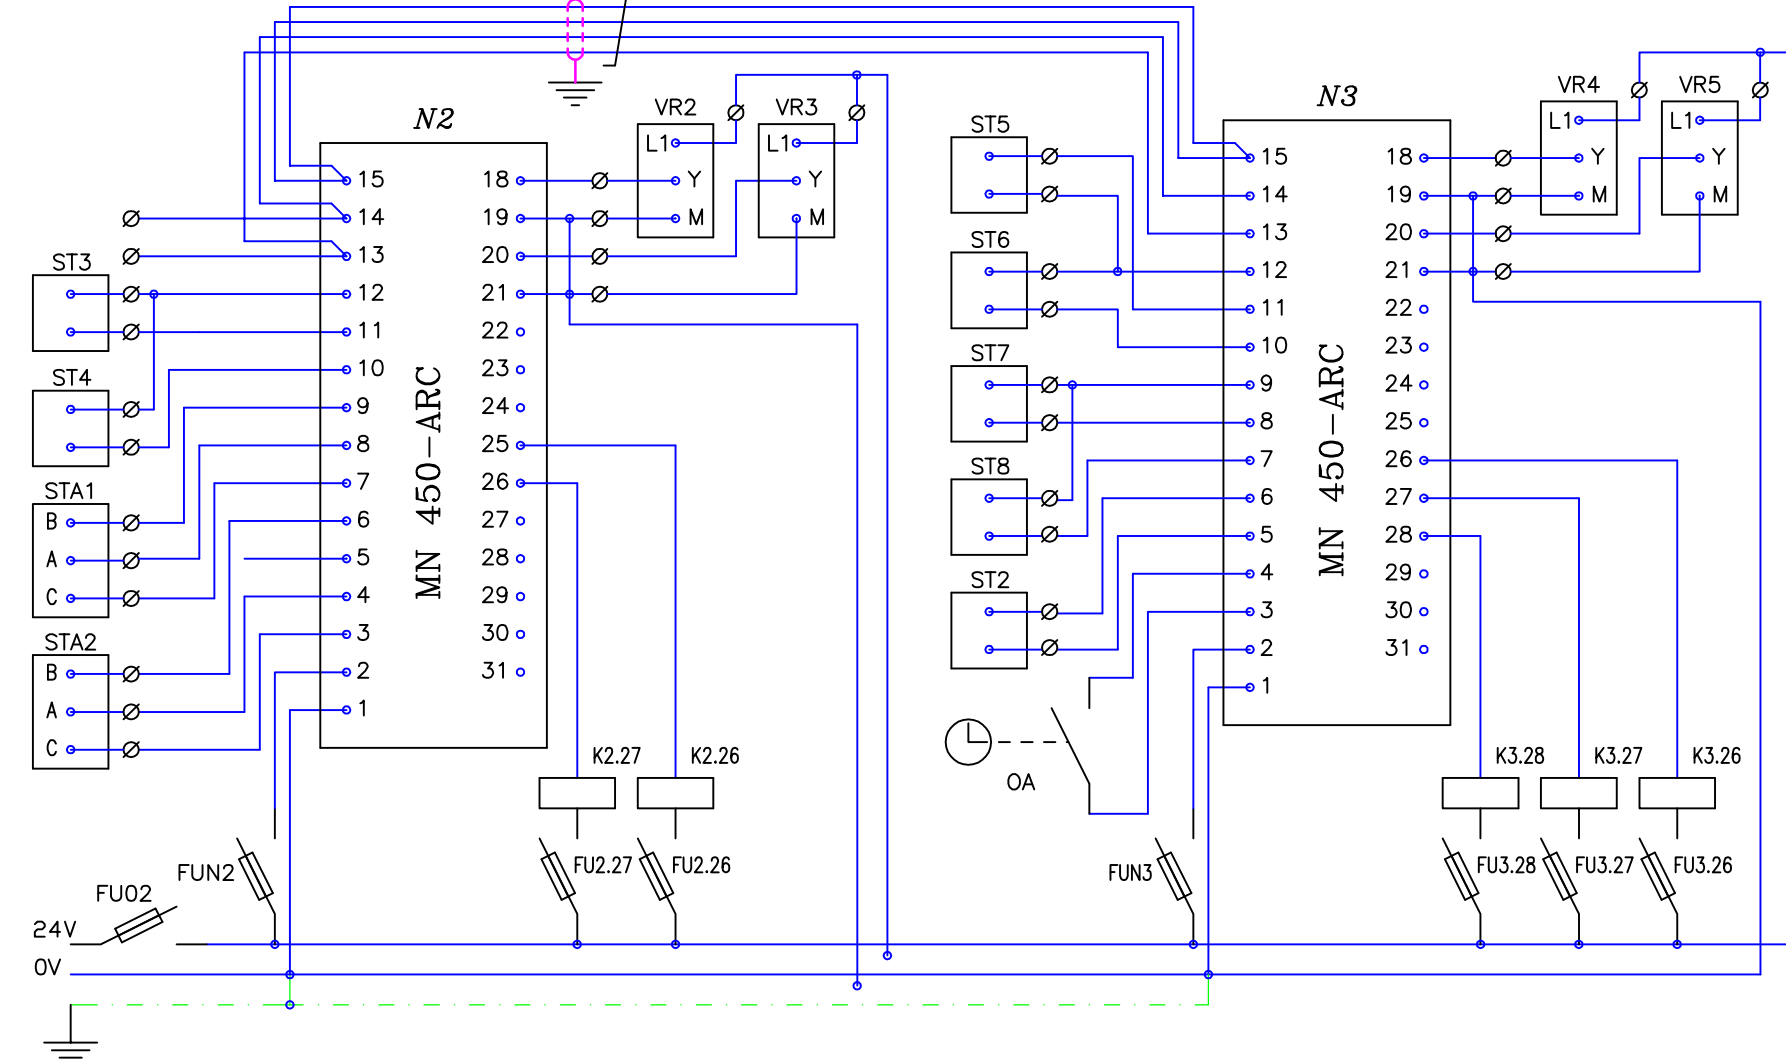 N2
VR2
VR3
L1
Y
M
L1
Y
M
15
14
13
12
11
10
9
8
7
6
5
4
3
2
1
18
19
20
21
22
23
24
25
26
27
28
29
30
31
MN 450-ARC
ST3
ST4
STA1
B
A
C
STA2
B
A
C
K2.27
K2.26
FUN2
FU2.27
FU2.26
FU02
24V
0V
N3
VR4
VR5
L1
Y
M
L1
Y
M
ST5
ST6
ST7
ST8
ST2
15
14
13
12
11
10
9
8
7
6
5
4
3
2
1
18
19
20
21
22
23
24
25
26
27
28
29
30
31
MN 450-ARC
OA
K3.28
K3.27
K3.26
FUN3
FU3.28
FU3.27
FU3.26